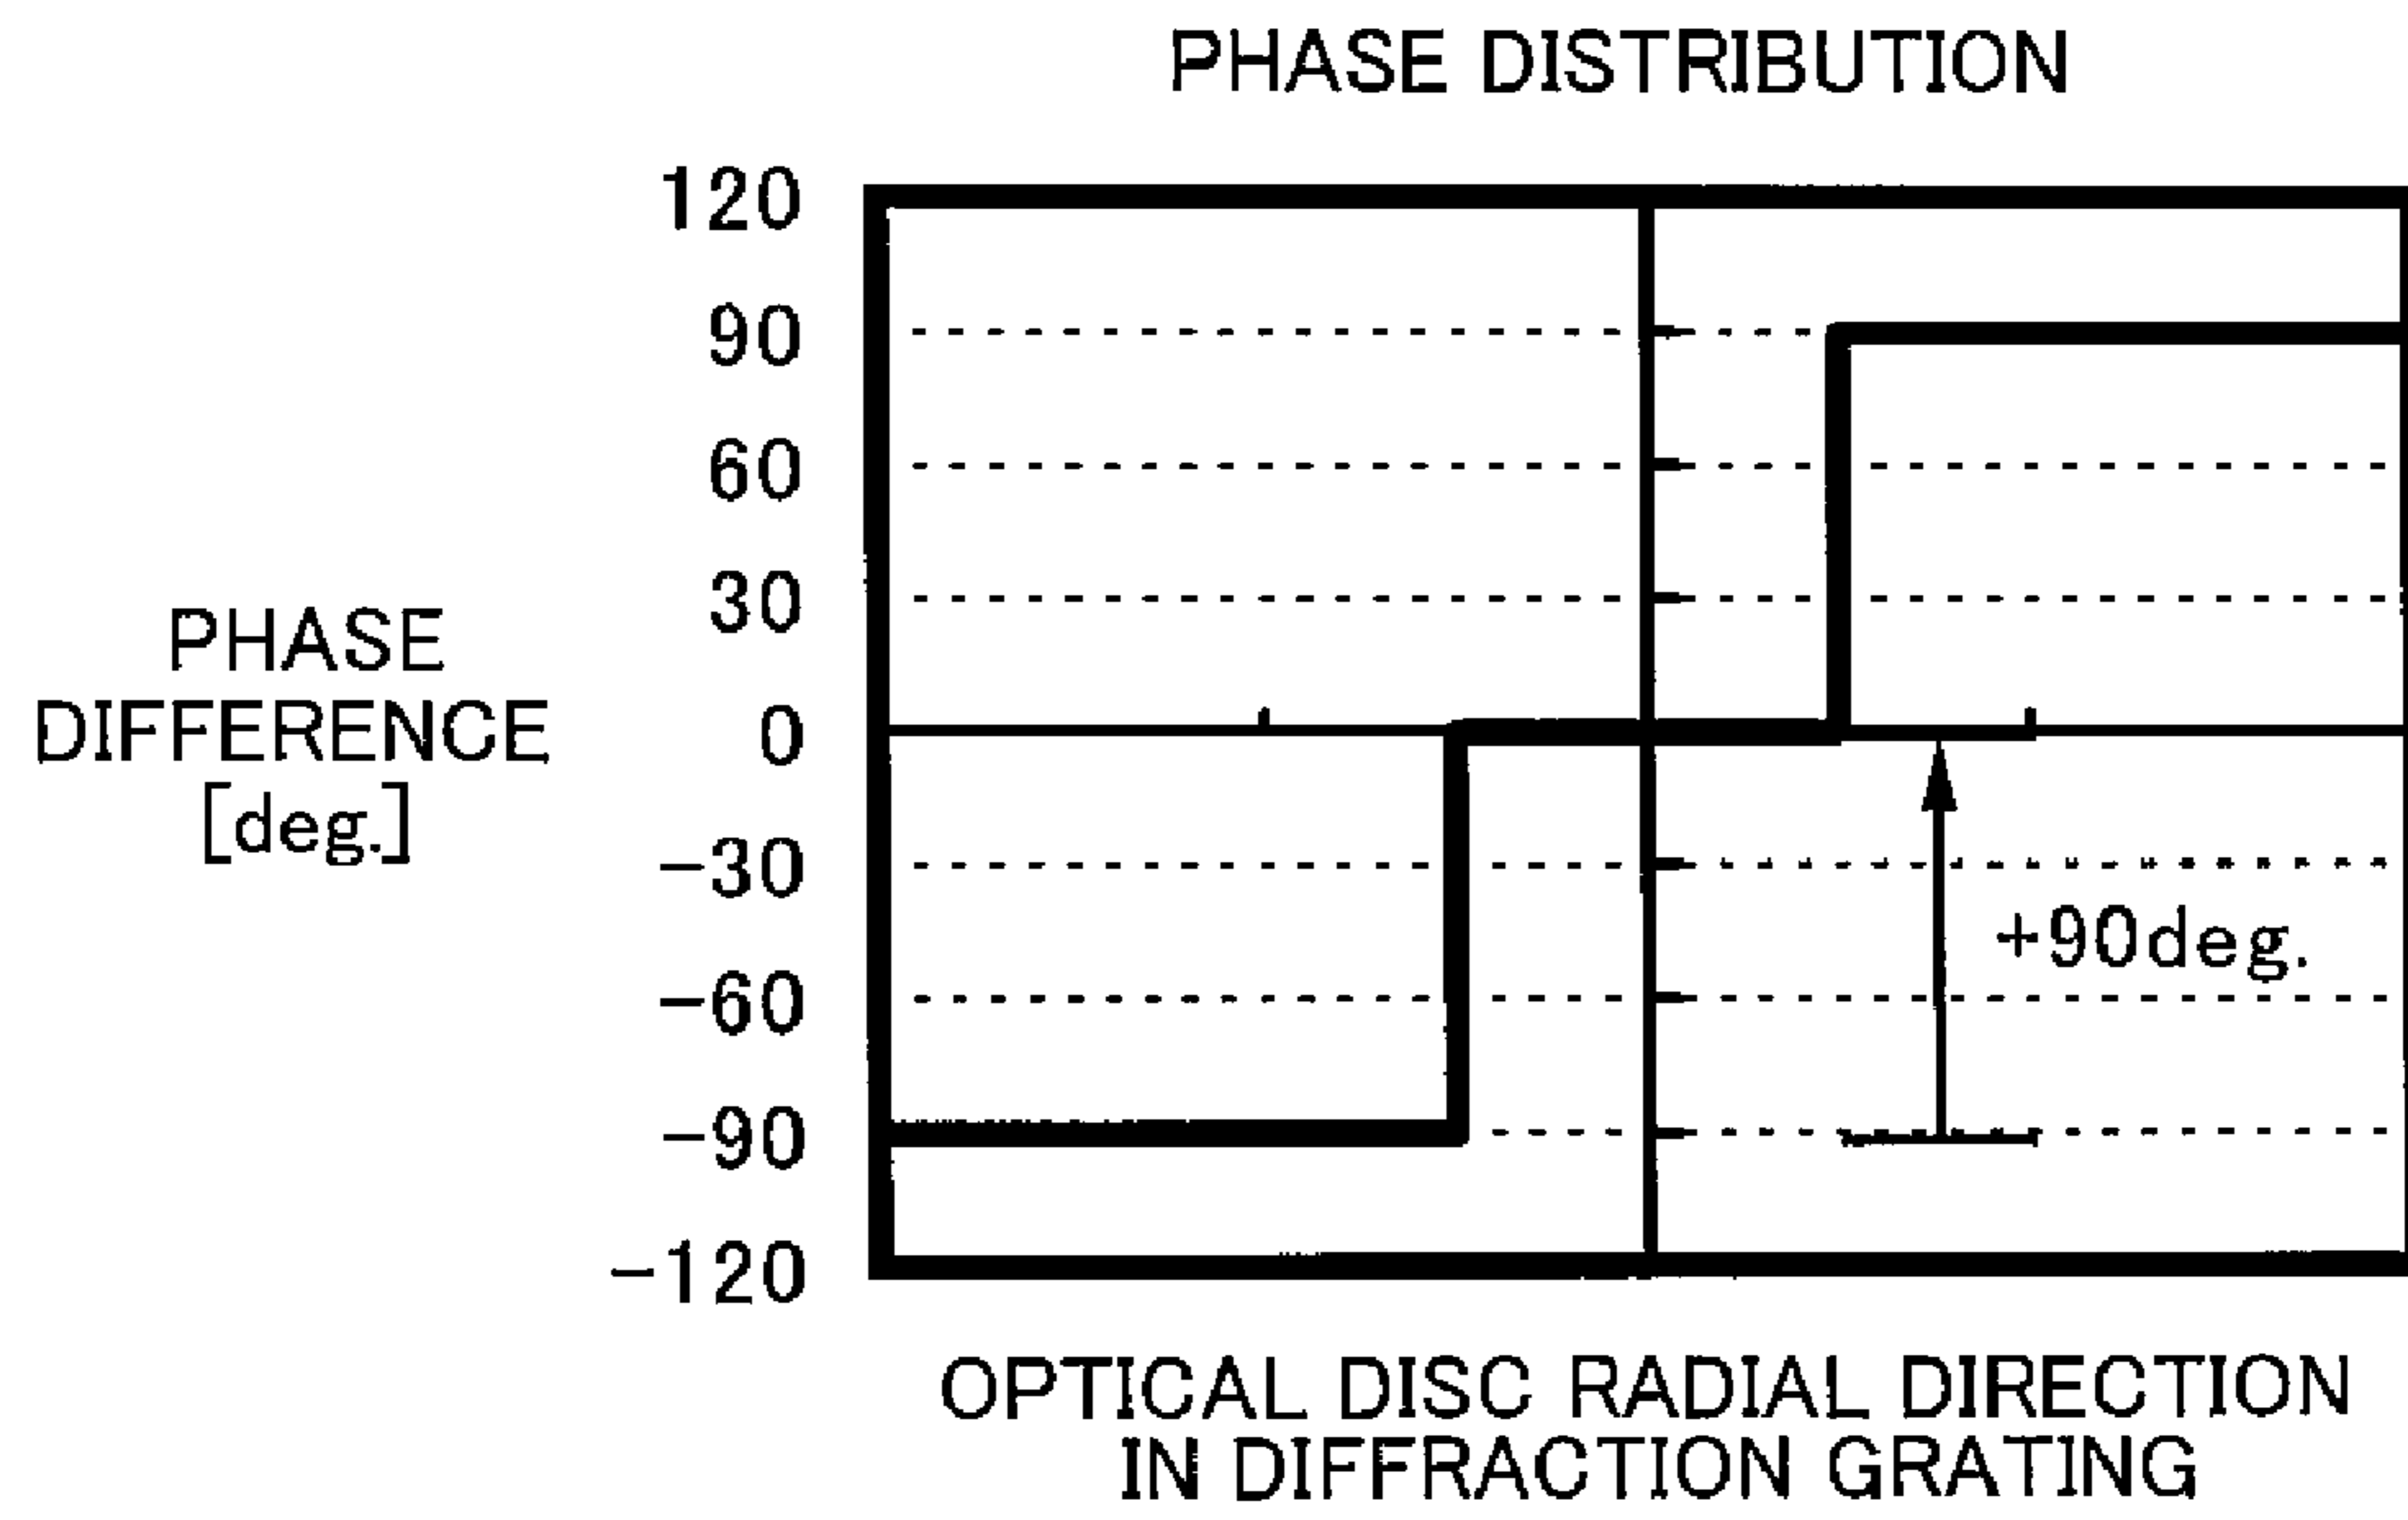 PHASE DISTRIBUTION
120
90
60
30
0
-30
-60
-90
-120
PHASE
DIFFERENCE
[deg.]
+90deg.
OPTICAL DISC RADIAL DIRECTION
IN DIFFRACTION GRATING